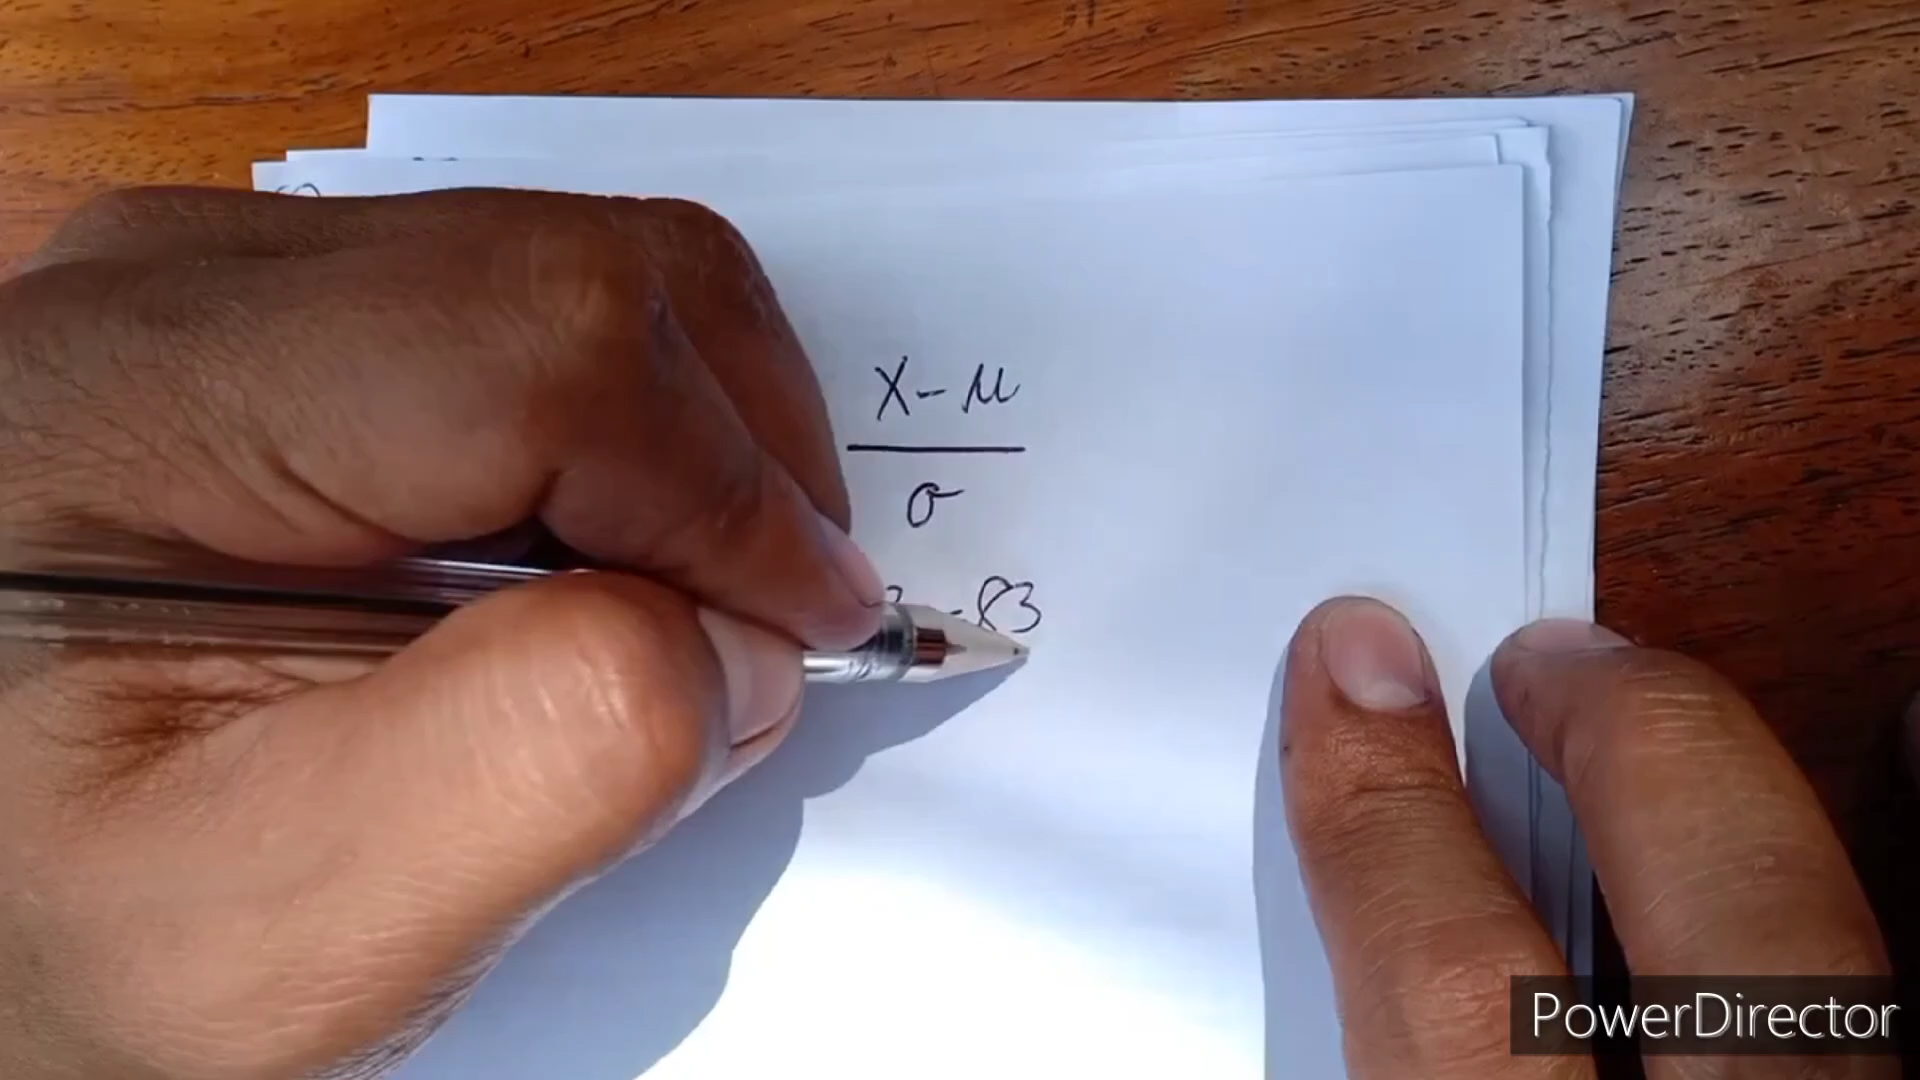 X - μ
σ
- 83
PowerDirector